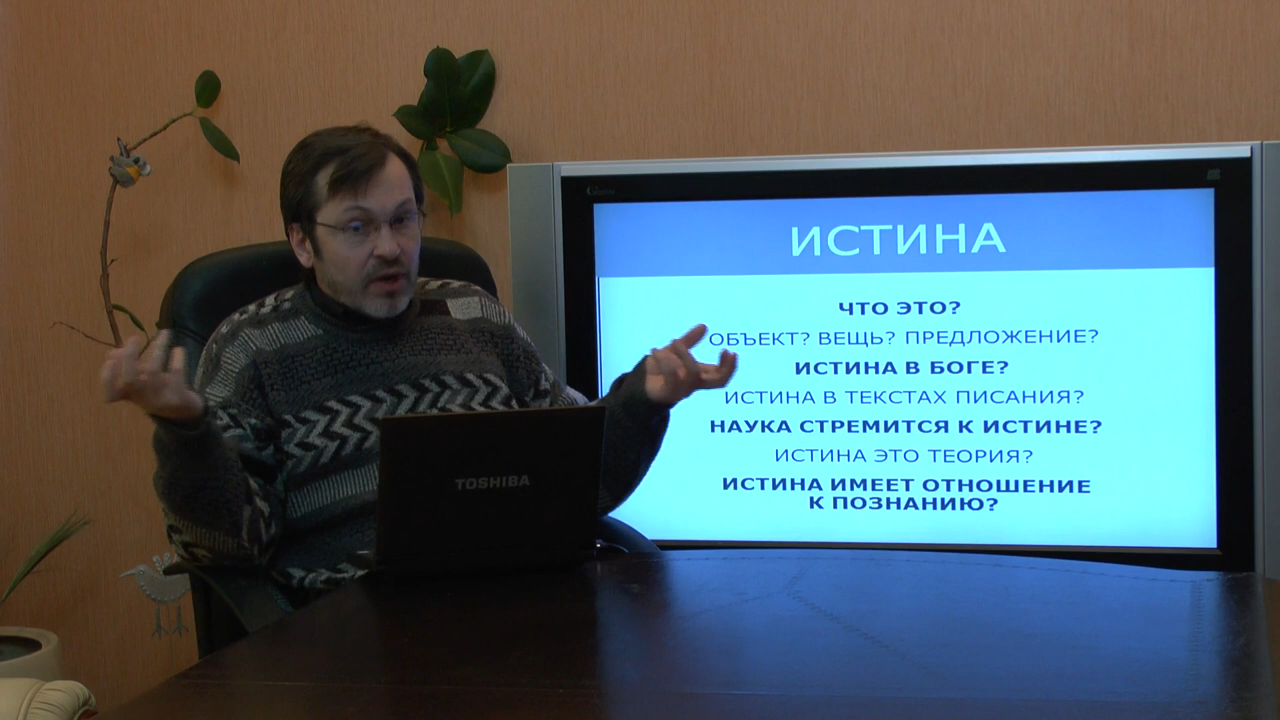 ИСТИНА
ЧТО ЭТО?
ОБЪЕКТ? ВЕЩЬ? ПРЕДЛОЖЕНИЕ?
ИСТИНА В БОГЕ?
ИСТИНА В ТЕКСТАХ ПИСАНИЯ?
НАУКА СТРЕМИТСЯ К ИСТИНЕ?
ИСТИНА ЭТО ТЕОРИЯ?
ИСТИНА ИМЕЕТ ОТНОШЕНИЕ
К ПОЗНАНИЮ?
TOSHIBA